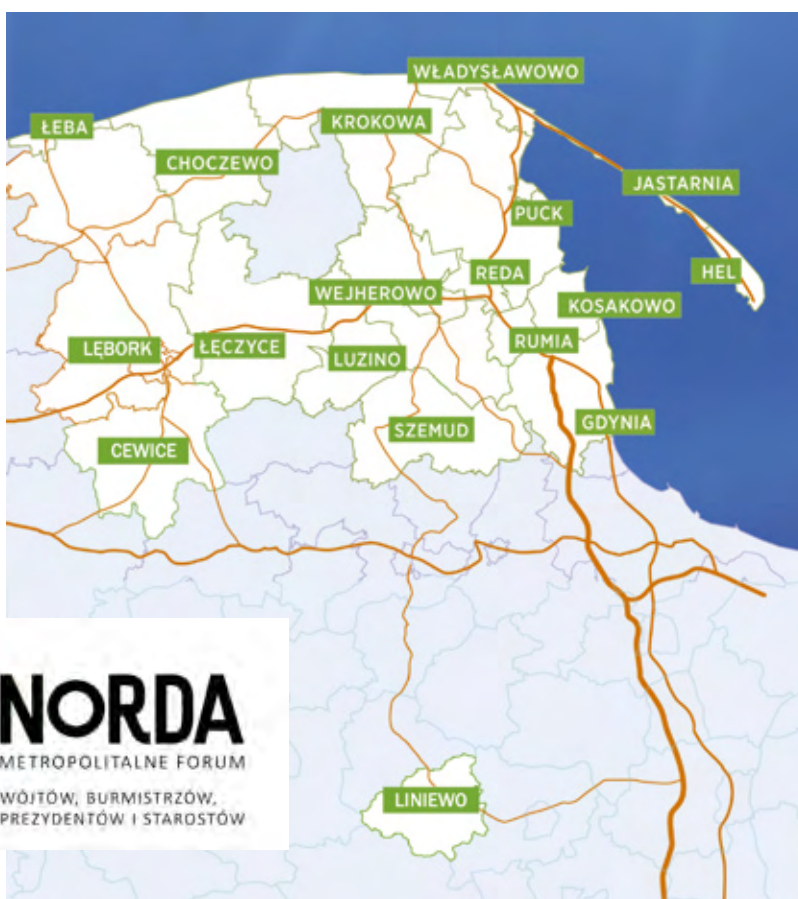 WŁADYSŁAWOWO
ŁEBA
KROKOWA
CHOCZEWO
JASTARNIA
PUCK
REDA
HEL
WEJHEROWO
KOSAKOWO
RUMIA
LĘBORK
ŁĘCZYCE
LUZINO
GDYNIA
SZEMUD
CEWICE
NORDA
METROPOLITALNE FORUM
WÓJTÓW, BURMISTRZÓW,
PREZYDENTÓW I STAROSTÓW
LINIEWO